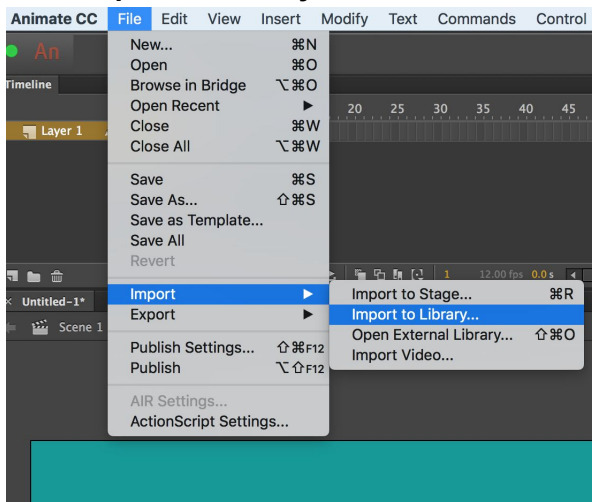 Animate CC File Edit View Insert Modify Text Commands Control
An
Timeline
20 25 30 35 40 45
Layer 1
New... ⌘N
Open ⌘O
Browse in Bridge ⌥⌘O
Open Recent ▶
Close ⌘W
Close All ⌥⌘W
Save ⌘S
Save As... ⇧⌘S
Save as Template...
Save All
Revert
Import ▶
Export ▶
Publish Settings... ⇧⌘F12
Publish ⌥⇧F12
AIR Settings...
ActionScript Settings...
1 12.00 fps 0.0 s
Import to Stage... ⌘R
Import to Library...
Open External Library... ⇧⌘O
Import Video...
× Untitled-1*
Scene 1